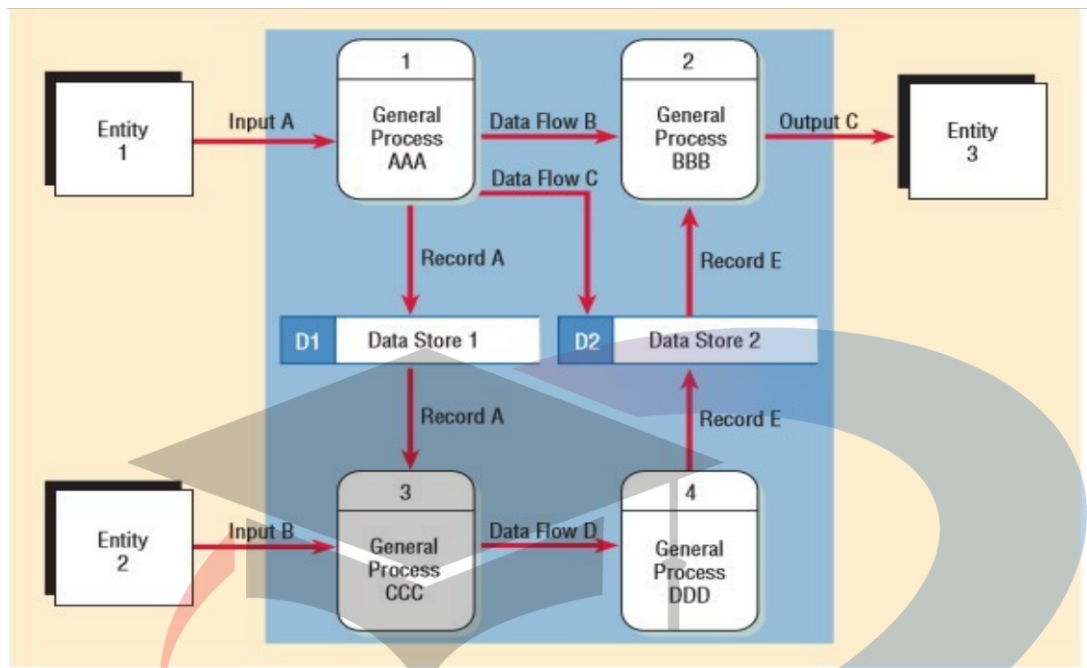 1
2
Entity
1
Input A
General
Process
AAA
Data Flow B
General
Process
BBB
Output C
Entity
3
Data Flow C
Record A
Record E
D1
Data Store 1
D2
Data Store 2
Record A
Record E
3
4
Entity
2
Input B
General
Process
CCC
Data Flow D
General
Process
DDD